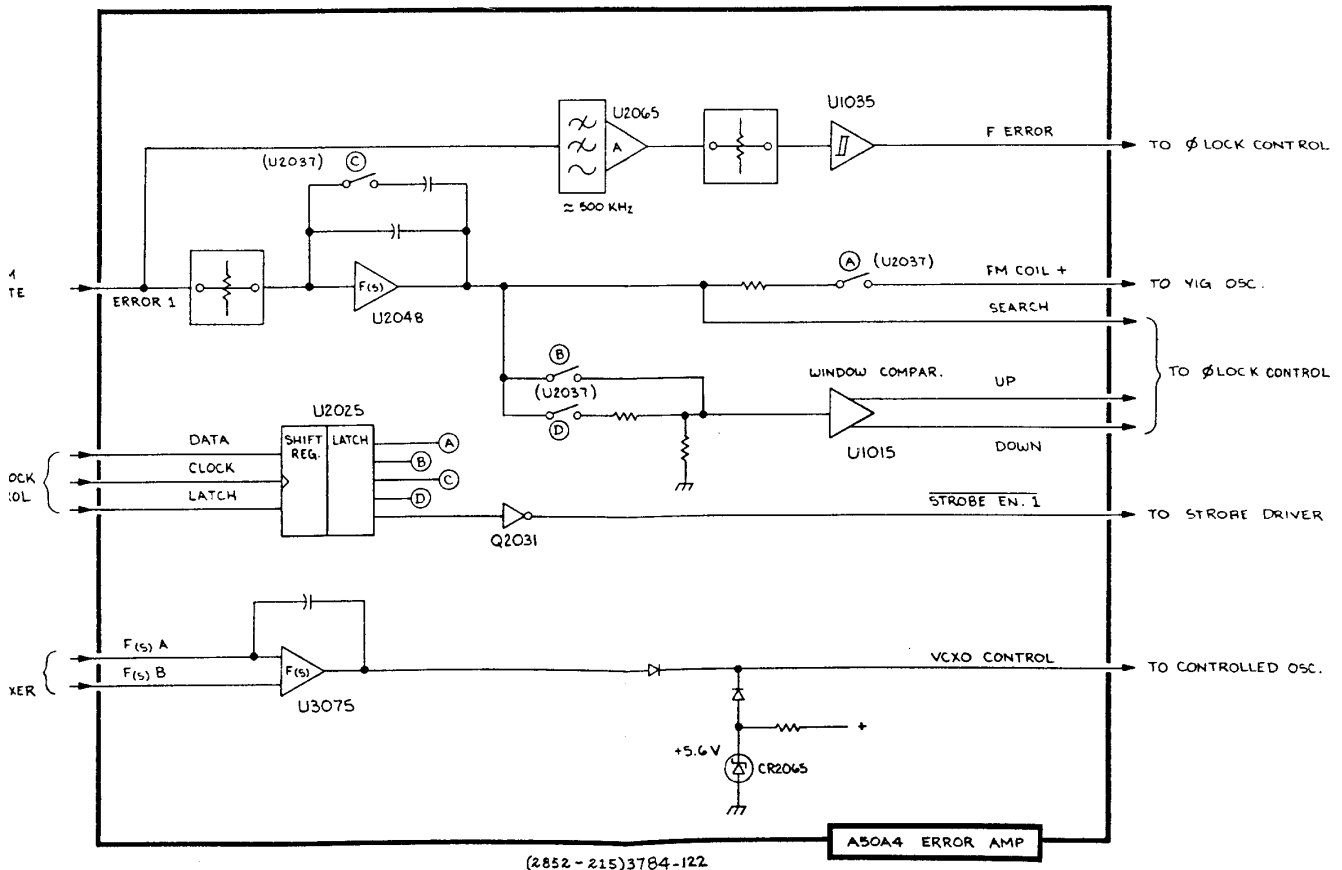 U2065
U1035
A
F ERROR
TO ØLOCK CONTROL
(U2037) C
≈ 500 KHz
A (U2037)
FM COIL +
TO YIG OSC.
ERROR 1
F(s)
U2048
SEARCH
B
(U2037)
D
WINDOW COMPAR.
UP
TO ØLOCK CONTROL
U1015
DOWN
U2025
DATA
CLOCK
LATCH
SHIFT REG.
LATCH
A
B
C
D
Q2031
STROBE EN. 1
TO STROBE DRIVER
F(s) A
F(s) B
F(s)
U3075
VCXO CONTROL
TO CONTROLLED OSC.
+
+5.6V
CR2065
A50A4 ERROR AMP
(2852-215)3784-122